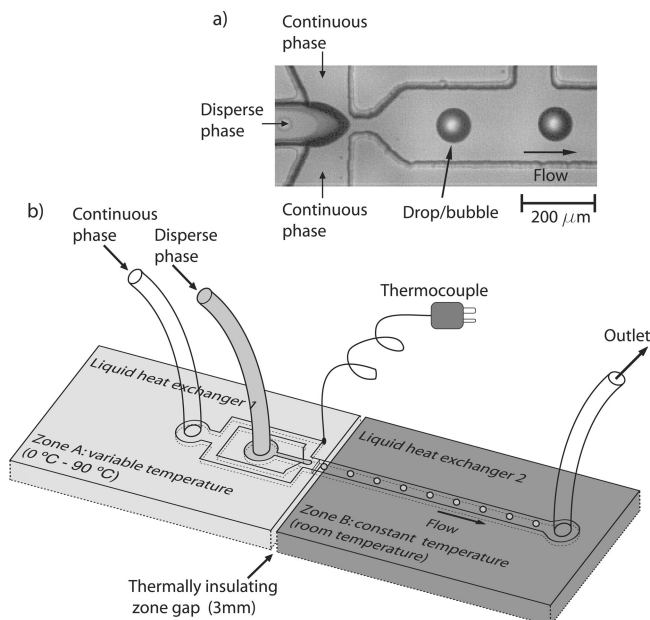 a)
Continuous
phase
Disperse
phase
Flow
Continuous
phase
Drop/bubble
200 μm
b)
Continuous
phase
Disperse
phase
Thermocouple
Outlet
Liquid heat exchanger 1
Zone A: variable temperature
(0 °C - 90 °C)
Liquid heat exchanger 2
Flow
Zone B: constant temperature
(room temperature)
Thermally insulating
zone gap (3mm)